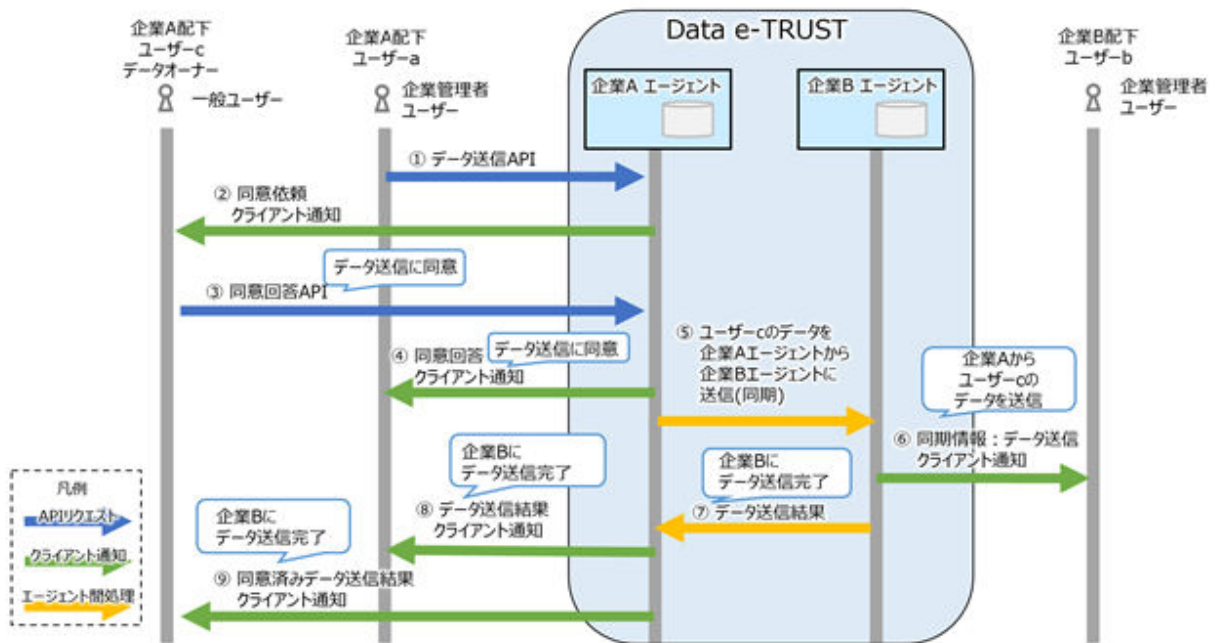 Data e-TRUST
企業A配下
ユーザーc
データオーナー
一般ユーザー
企業A配下
ユーザーa
企業管理者
ユーザー
企業A エージェント
企業B エージェント
企業B配下
ユーザーb
企業管理者
ユーザー
① データ送信API
② 同意依頼
クライアント通知
データ送信に同意
③ 同意回答API
④ 同意回答
クライアント通知
データ送信に同意
⑤ ユーザーcのデータを
企業Aエージェントから
企業Bエージェントに
送信(同期)
企業Aから
ユーザーcの
データを送信
⑥ 同期情報：データ送信
クライアント通知
企業Bに
データ送信完了
⑦ データ送信結果
企業Bに
データ送信完了
⑧ データ送信結果
クライアント通知
企業Bに
データ送信完了
⑨ 同意済みデータ送信結果
クライアント通知
凡例
APIリクエスト
クライアント通知
エージェント間処理